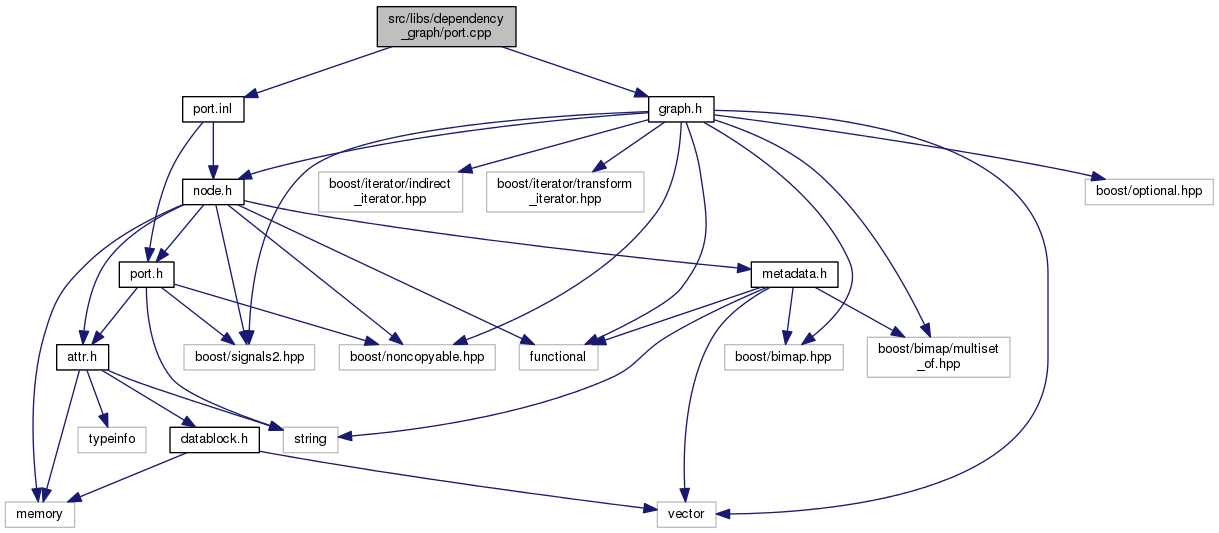 src/libs/dependency
_graph/port.cpp
port.inl
graph.h
node.h
boost/iterator/indirect
_iterator.hpp
boost/iterator/transform
_iterator.hpp
boost/optional.hpp
port.h
metadata.h
attr.h
boost/signals2.hpp
boost/noncopyable.hpp
functional
boost/bimap.hpp
boost/bimap/multiset
_of.hpp
typeinfo
datablock.h
string
memory
vector